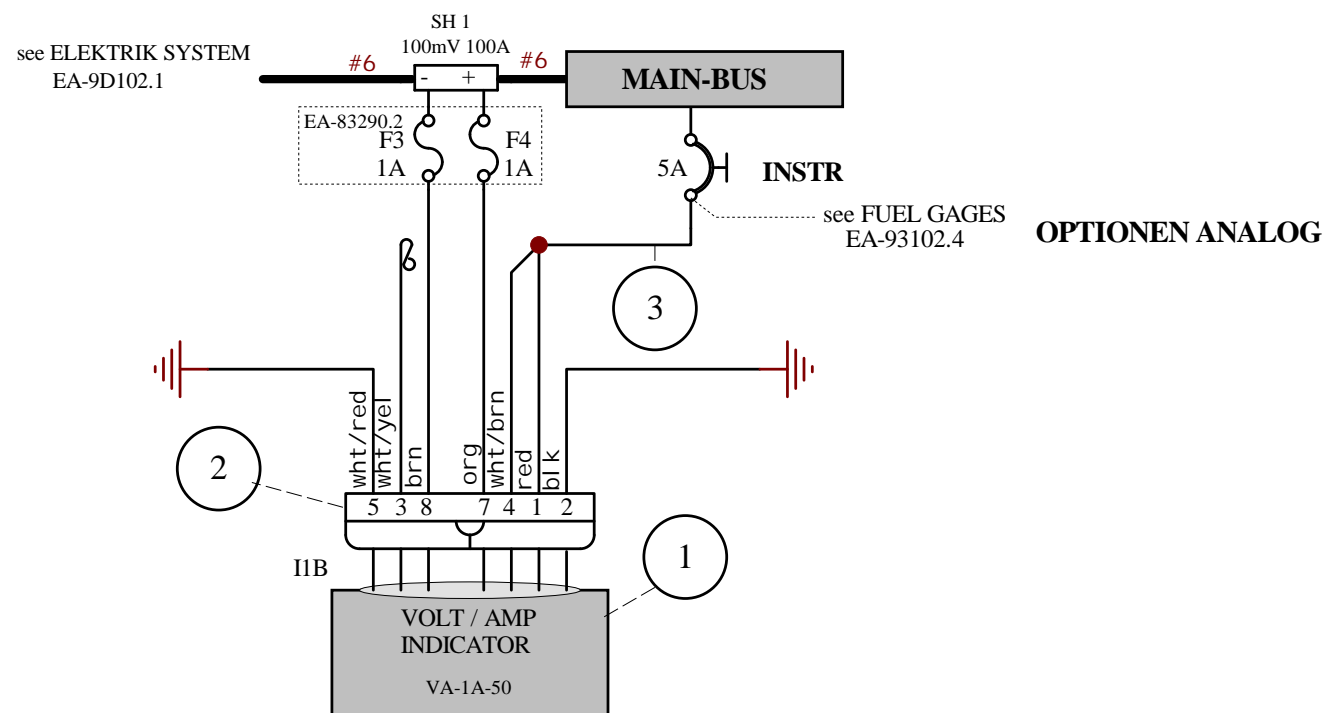 SH 1
100mV 100A
see ELEKTRIK SYSTEM
EA-9D102.1
#6
#6
- +
MAIN-BUS
EA-83290.2
F3
1A
F4
1A
5A
INSTR
see FUEL GAGES
EA-93102.4
OPTIONEN ANALOG
3
wht/red
wht/yel
brn
org
wht/brn
red
blk
2
5 3 8 7 4 1 2
I1B
1
VOLT / AMP
INDICATOR
VA-1A-50